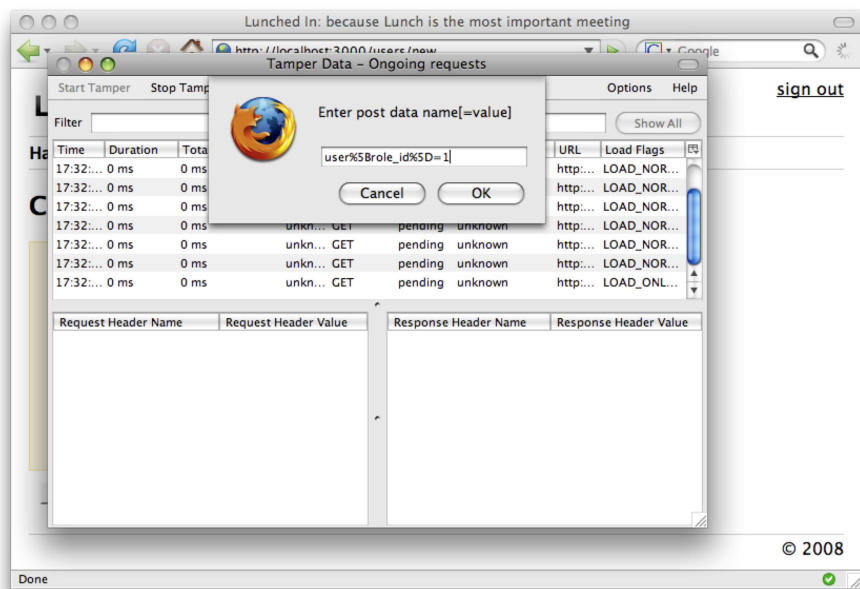 Lunched In: because Lunch is the most important meeting
http://localhost:3000/users/new
Google
Tamper Data – Ongoing requests
Start Tamper Stop Tamp Options Help
sign out
Enter post data name[=value]
Filter Show All
user%5Brole_id%5D=1
Cancel OK
Time Duration Tota URL Load Flags
17:32:... 0 ms 0 ms http:... LOAD_NOR...
17:32:... 0 ms 0 ms http:... LOAD_NOR...
17:32:... 0 ms 0 ms http:... LOAD_NOR...
17:32:... 0 ms 0 ms unkn... GET pending unknown http:... LOAD_NOR...
17:32:... 0 ms 0 ms unkn... GET pending unknown http:... LOAD_NOR...
17:32:... 0 ms 0 ms unkn... GET pending unknown http:... LOAD_NOR...
17:32:... 0 ms 0 ms unkn... GET pending unknown http:... LOAD_ONL...
Ha
C
Request Header Name Request Header Value Response Header Name Response Header Value
© 2008
Done